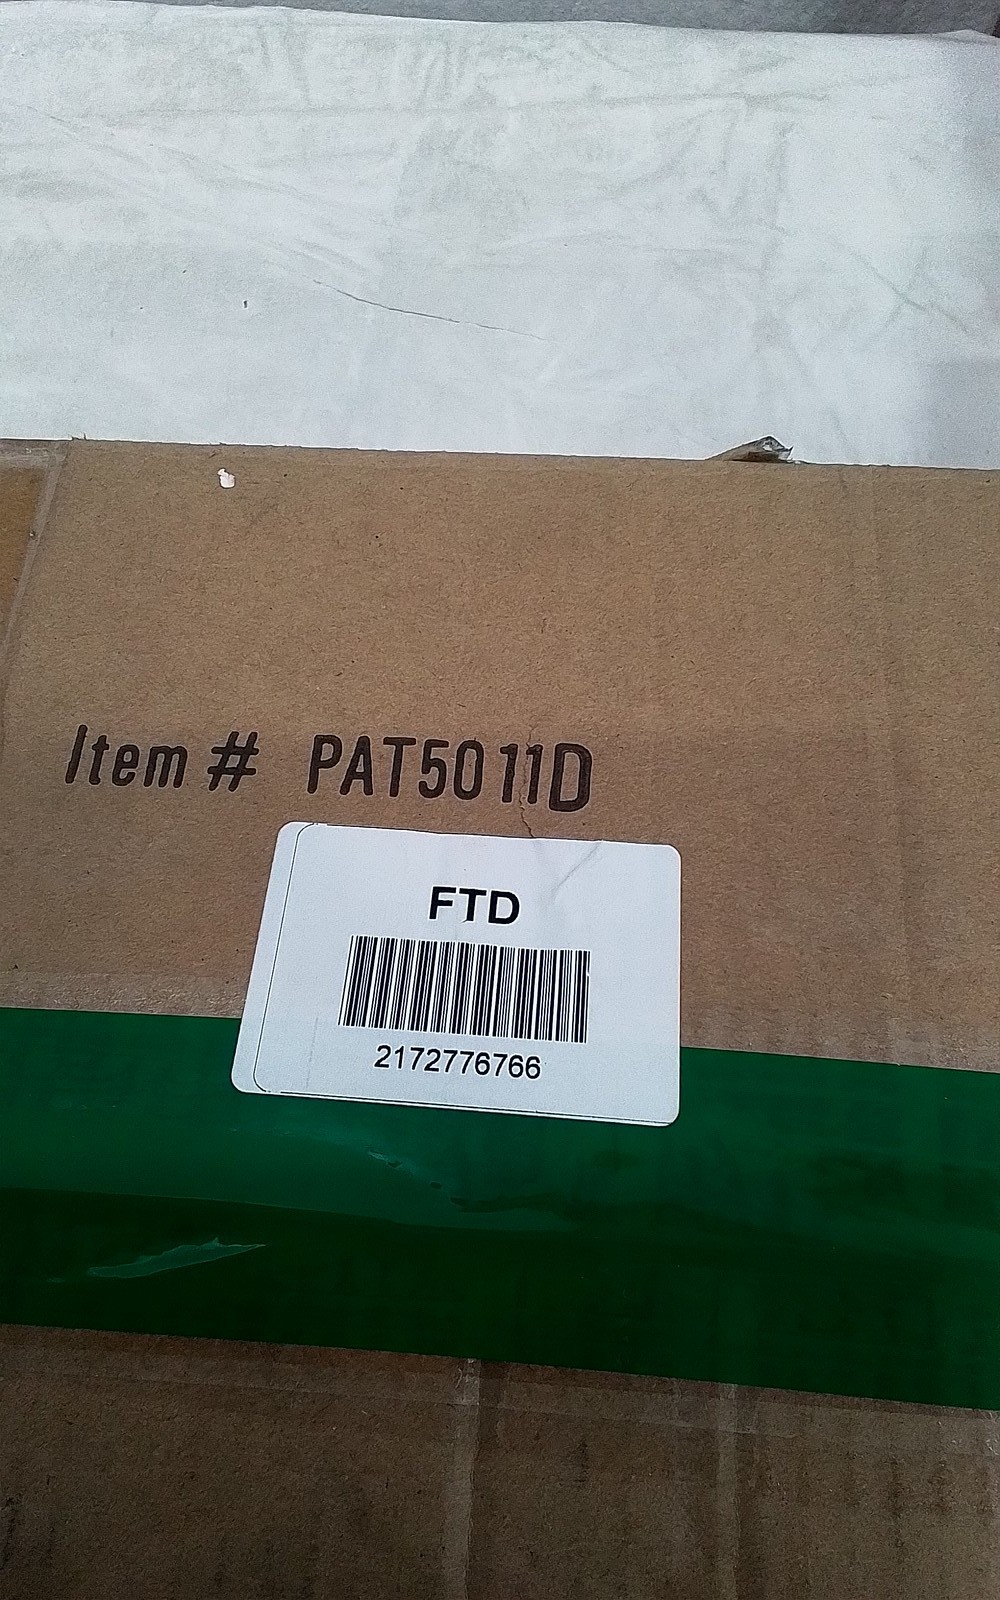 Item # PAT5011D
FTD
2172776766